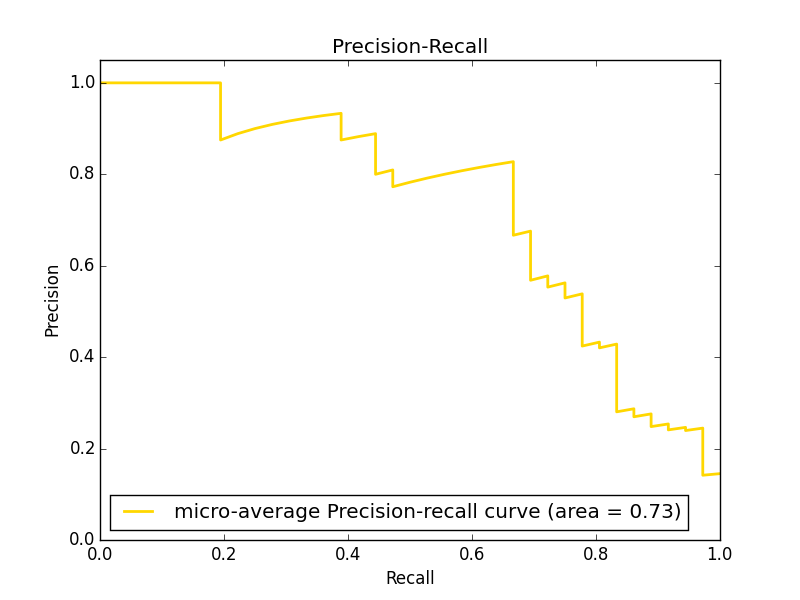 Precision-Recall
1.0
0.8
0.6
0.4
0.2
0.0
Precision
micro-average Precision-recall curve (area = 0.73)
0.0 0.2 0.4 0.6 0.8 1.0
Recall